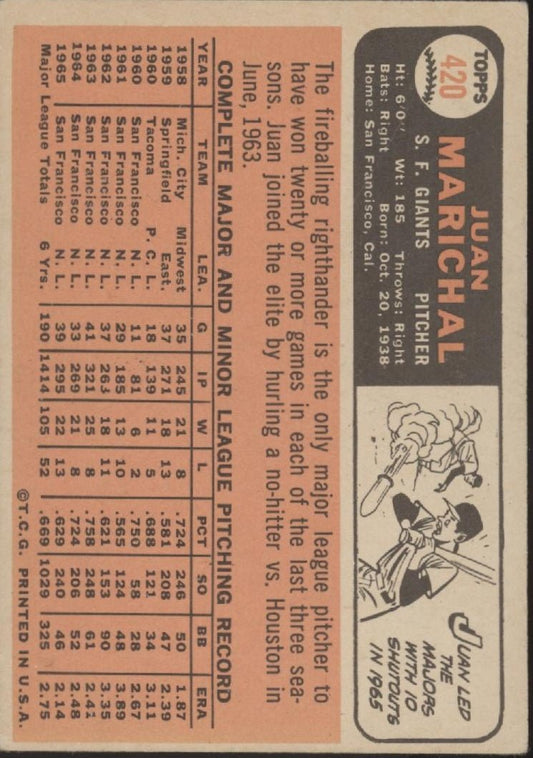 TOPPS
420
JUAN
MARICHAL
S. F. GIANTS PITCHER
Ht: 6'0" Wt: 185 Throws: Right
Bats: Right Born: Oct. 20, 1938
Home: San Francisco, Cal.
JUAN LED
THE
MAJORS
WITH 10
SHUTOUTS
IN 1965
The fireballing righthander is the only major league pitcher to
have won twenty or more games in each of the last three sea-
sons. Juan joined the elite by hurling a no-hitter vs. Houston in
June, 1963.
COMPLETE MAJOR AND MINOR LEAGUE PITCHING RECORD
YEAR TEAM LEA. G IP W L PCT SO BB ERA
1958 Mich. City Midwest 35 245 21 8 .724 246 50 1.87
1959 Springfield East. 37 271 18 13 .581 208 47 2.39
1960 Tacoma P. C. L. 18 139 11 5 .688 121 34 3.11
1960 San Francisco N. L. 11 81 6 2 .750 58 28 2.67
1961 San Francisco N. L. 29 185 13 10 .565 124 48 3.89
1962 San Francisco N. L. 37 263 18 11 .621 153 90 3.35
1963 San Francisco N. L. 41 321 25 8 .758 248 61 2.41
1964 San Francisco N. L. 33 269 21 8 .724 206 52 2.48
1965 San Francisco N. L. 39 295 22 13 .629 240 46 2.14
Major League Totals 6 Yrs. 190 1414 105 52 .669 1029 325 2.75
©T.C.G. PRINTED IN U.S.A.